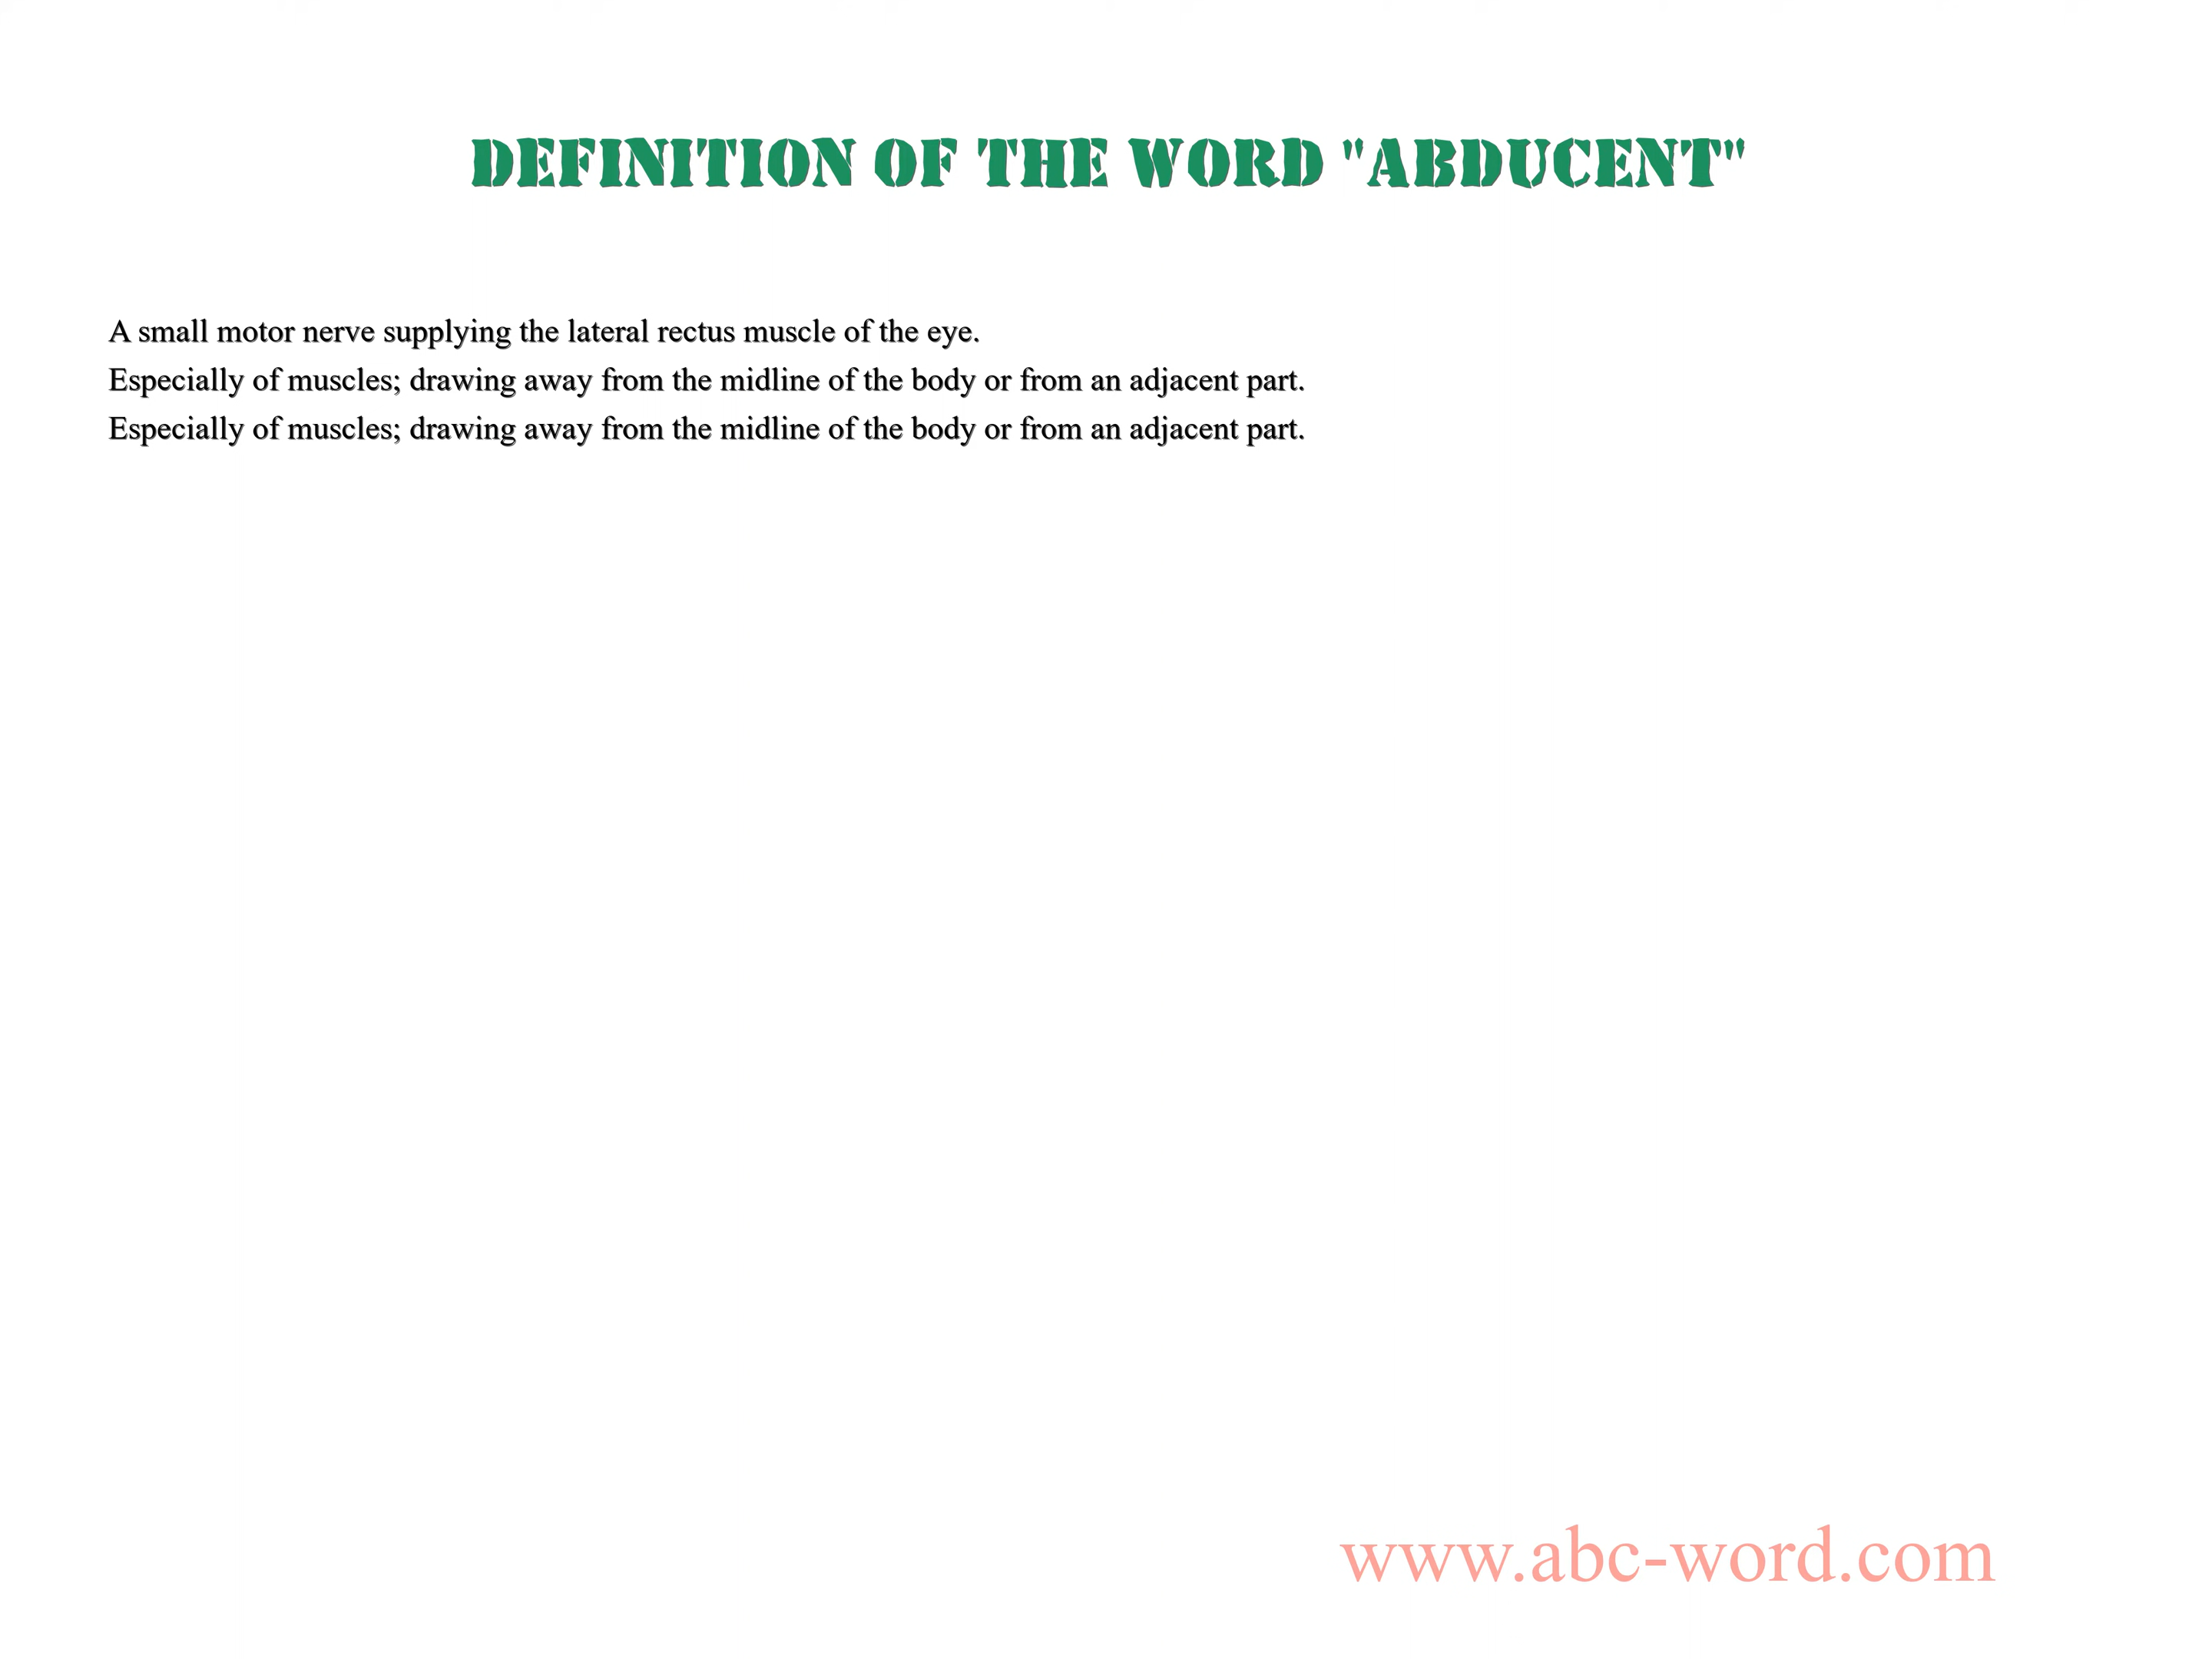 DEFINITION OF THE WORD "ABDUCENT"
A small motor nerve supplying the lateral rectus muscle of the eye.
Especially of muscles; drawing away from the midline of the body or from an adjacent part.
Especially of muscles; drawing away from the midline of the body or from an adjacent part.
www.abc-word.com